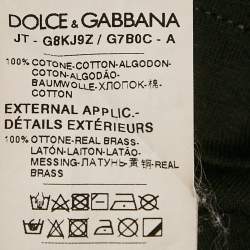 DOLCE & GABBANA
JT - G8KJ9Z / G7B0C - A
100% COTONE-COTTON-ALGODON-
COTON-ALGODÃO-
BAUMWOLLE-ХЛОПОК-棉-
COTTON
EXTERNAL APPLIC.-
DÉTAILS EXTÉRIEURS
100% OTTONE-REAL BRASS-
LATON-LAITON-LATÃO-
MESSING-ЛАТУНЬ-黄铜-REAL
BRASS